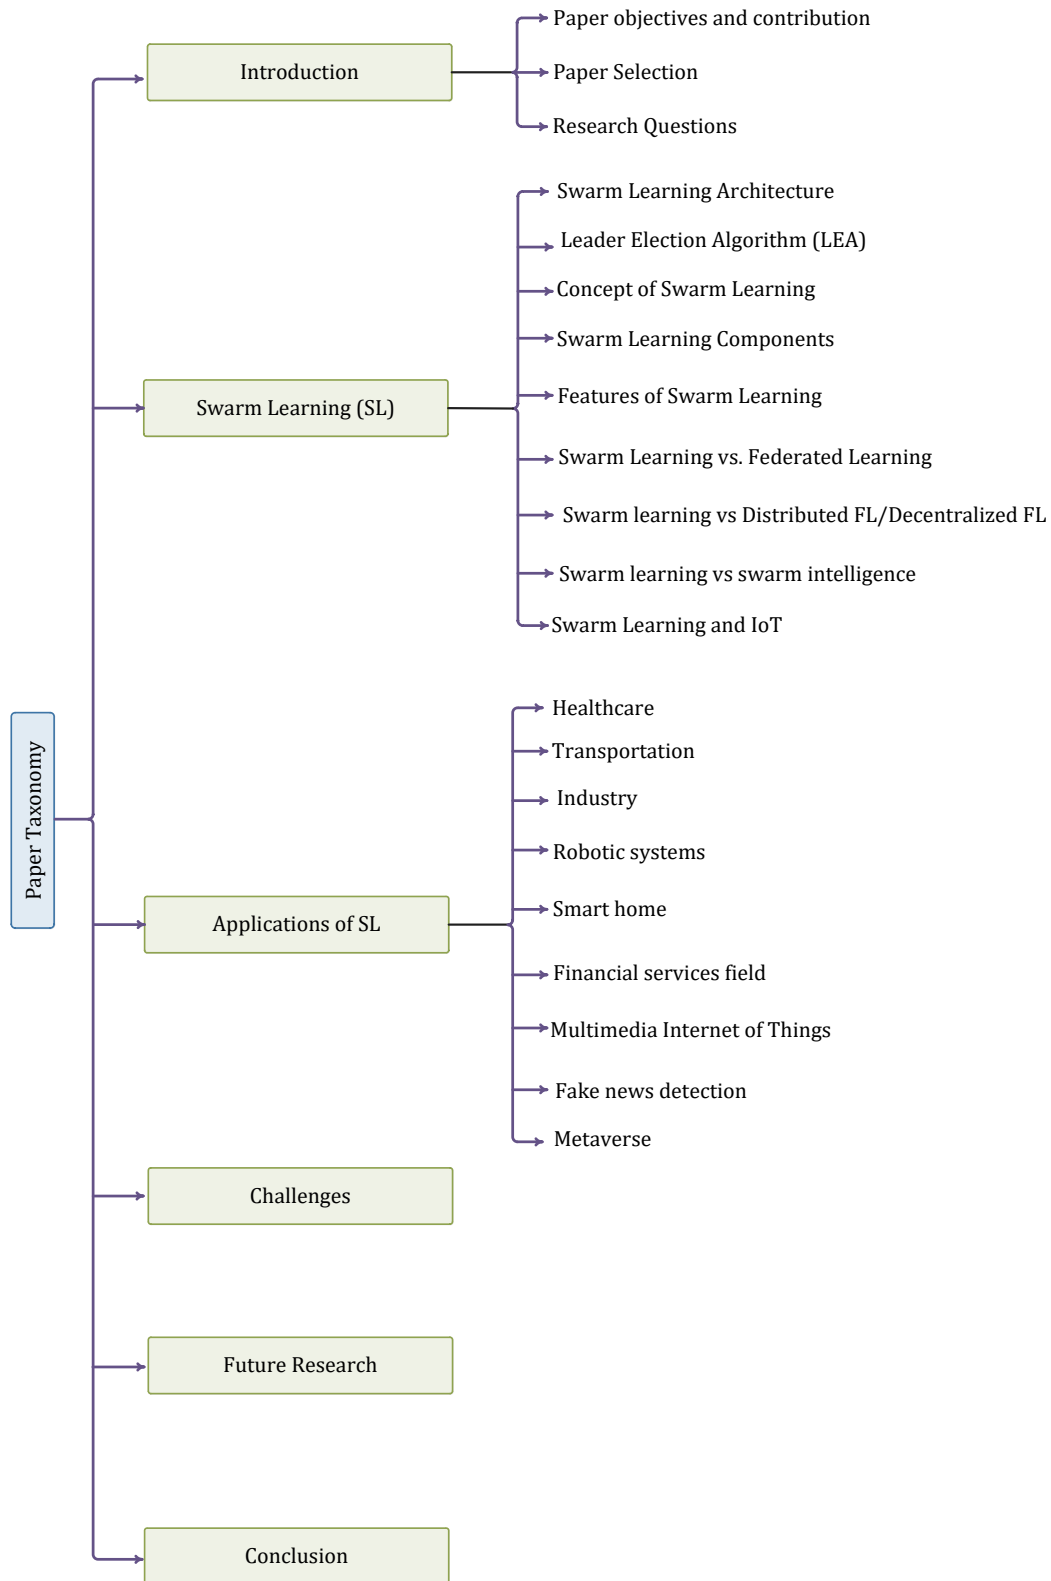 Paper Taxonomy
Introduction
Paper objectives and contribution
Paper Selection
Research Questions
Swarm Learning (SL)
Swarm Learning Architecture
Leader Election Algorithm (LEA)
Concept of Swarm Learning
Swarm Learning Components
Features of Swarm Learning
Swarm Learning vs. Federated Learning
Swarm learning vs Distributed FL/Decentralized FL
Swarm learning vs swarm intelligence
Swarm Learning and IoT
Applications of SL
Healthcare
Transportation
Industry
Robotic systems
Smart home
Financial services field
Multimedia Internet of Things
Fake news detection
Metaverse
Challenges
Future Research
Conclusion